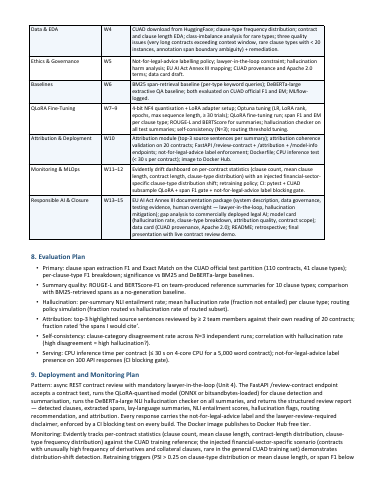 Data & EDA
W4
CUAD download from HuggingFace; clause-type frequency distribution; contract
and clause length EDA; class-imbalance analysis for rare types; three quality
issues (very long contracts exceeding context window, rare clause types with < 20
instances, annotation span boundary ambiguity) + remediation.
Ethics & Governance
W5
Not-for-legal-advice labelling policy; lawyer-in-the-loop constraint; hallucination
harm analysis; EU AI Act Annex III mapping; CUAD provenance and Apache 2.0
terms; data card draft.
Baselines
W6
BM25 span-retrieval baseline (per-type keyword queries); DeBERTa-large
extractive QA baseline; both evaluated on CUAD official F1 and EM; MLflow-
logged.
QLoRA Fine-Tuning
W7–9
4-bit NF4 quantisation + LoRA adapter setup; Optuna tuning (LR, LoRA rank,
epochs, max sequence length, ≥ 30 trials); QLoRA fine-tuning run; span F1 and EM
per clause type; ROUGE-L and BERTScore-F1 for summaries; hallucination checker on
all test summaries; self-consistency (N=3); routing threshold tuning.
Attribution & Deployment
W10
Attribution module (top-3 source sentences per summary); attribution coherence
validation on 20 contracts; FastAPI /review-contract + /attribution + /model-info
endpoints; not-for-legal-advice label enforcement; Dockerfile; CPU inference test
(< 30 s per contract); image to Docker Hub.
Monitoring & MLOps
W11–12
Evidently drift dashboard on per-contract statistics (clause count, mean clause
length, contract length, clause-type distribution) with an injected financial-sector-
specific clause-type distribution shift; retraining policy; CI: pytest + CUAD
subsample QLoRA + span F1 gate + not-for-legal-advice label blocking gate.
Responsible AI & Closure
W13–15
EU AI Act Annex III documentation package (system description, data governance,
testing evidence, human oversight — lawyer-in-the-loop, hallucination
mitigation); gap analysis to commercially deployed legal AI; model card
(hallucination rate, clause-type breakdown, attribution quality, contract scope);
data card (CUAD provenance, Apache 2.0); README; retrospective; final
presentation with live contract review demo.
8. Evaluation Plan
• Primary: clause span extraction F1 and Exact Match on the CUAD official test partition (110 contracts, 41 clause types);
per-clause-type F1 breakdown; significance vs BM25 and DeBERTa-large baselines.
• Summary quality: ROUGE-L and BERTScore-F1 on team-produced reference summaries for 10 clause types; comparison
with BM25-retrieved spans as a no-generation baseline.
• Hallucination: per-summary NLI entailment rate; mean hallucination rate (fraction not entailed) per clause type; routing
policy simulation (fraction routed vs hallucination rate of routed subset).
• Attribution: top-3 highlighted source sentences reviewed by ≥ 2 team members against their own reading of 20 contracts;
fraction rated 'the spans I would cite'.
• Self-consistency: clause-category disagreement rate across N=3 independent runs; correlation with hallucination rate
(high disagreement = high hallucination?).
• Serving: CPU inference time per contract (≤ 30 s on 4-core CPU for a 5,000 word contract); not-for-legal-advice label
presence on 100 API responses (CI blocking gate).
9. Deployment and Monitoring Plan
Pattern: async REST contract review with mandatory lawyer-in-the-loop (Unit 4). The FastAPI /review-contract endpoint
accepts a contract text, runs the QLoRA-quantised model (ONNX or bitsandbytes-loaded) for clause detection and
summarisation, runs the DeBERTa-large NLI hallucination checker on all summaries, and returns the structured review report
— detected clauses, extracted spans, lay-language summaries, NLI entailment scores, hallucination flags, routing
recommendation, and attribution. Every response carries the not-for-legal-advice label and the lawyer-review-required
disclaimer, enforced by a CI blocking test on every build. The Docker image publishes to Docker Hub free tier.
Monitoring: Evidently tracks per-contract statistics (clause count, mean clause length, contract-length distribution, clause-
type frequency distribution) against the CUAD training reference; the injected financial-sector-specific scenario (contracts
with unusually high frequency of derivatives and collateral clauses, rare in the general CUAD training set) demonstrates
distribution-shift detection. Retraining triggers (PSI > 0.25 on clause-type distribution or mean clause length, or span F1 below